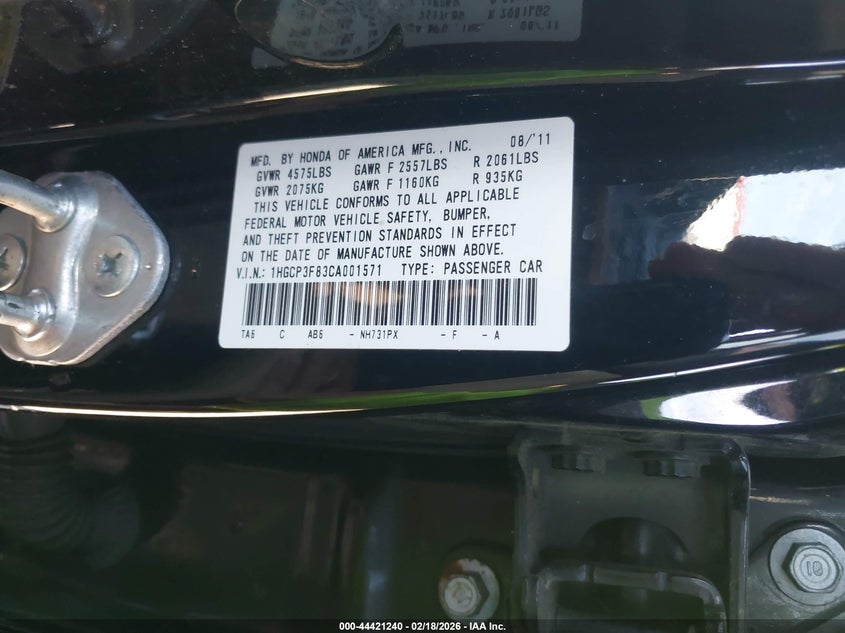 MFD. BY HONDA OF AMERICA MFG., INC. 08/'11
GVWR 4575LBS GAWR F 2557LBS R 2061LBS
GVWR 2075KG GAWR F 1160KG R 935KG
THIS VEHICLE CONFORMS TO ALL APPLICABLE
FEDERAL MOTOR VEHICLE SAFETY, BUMPER,
AND THEFT PREVENTION STANDARDS IN EFFECT
ON THE DATE OF MANUFACTURE SHOWN ABOVE.
V.I.N.: 1HGCP3F83CA001571 TYPE: PASSENGER CAR
TA6 C AB6 - NH731PX - F - A
10
000-44421240 - 02/18/2026 - IAA Inc.